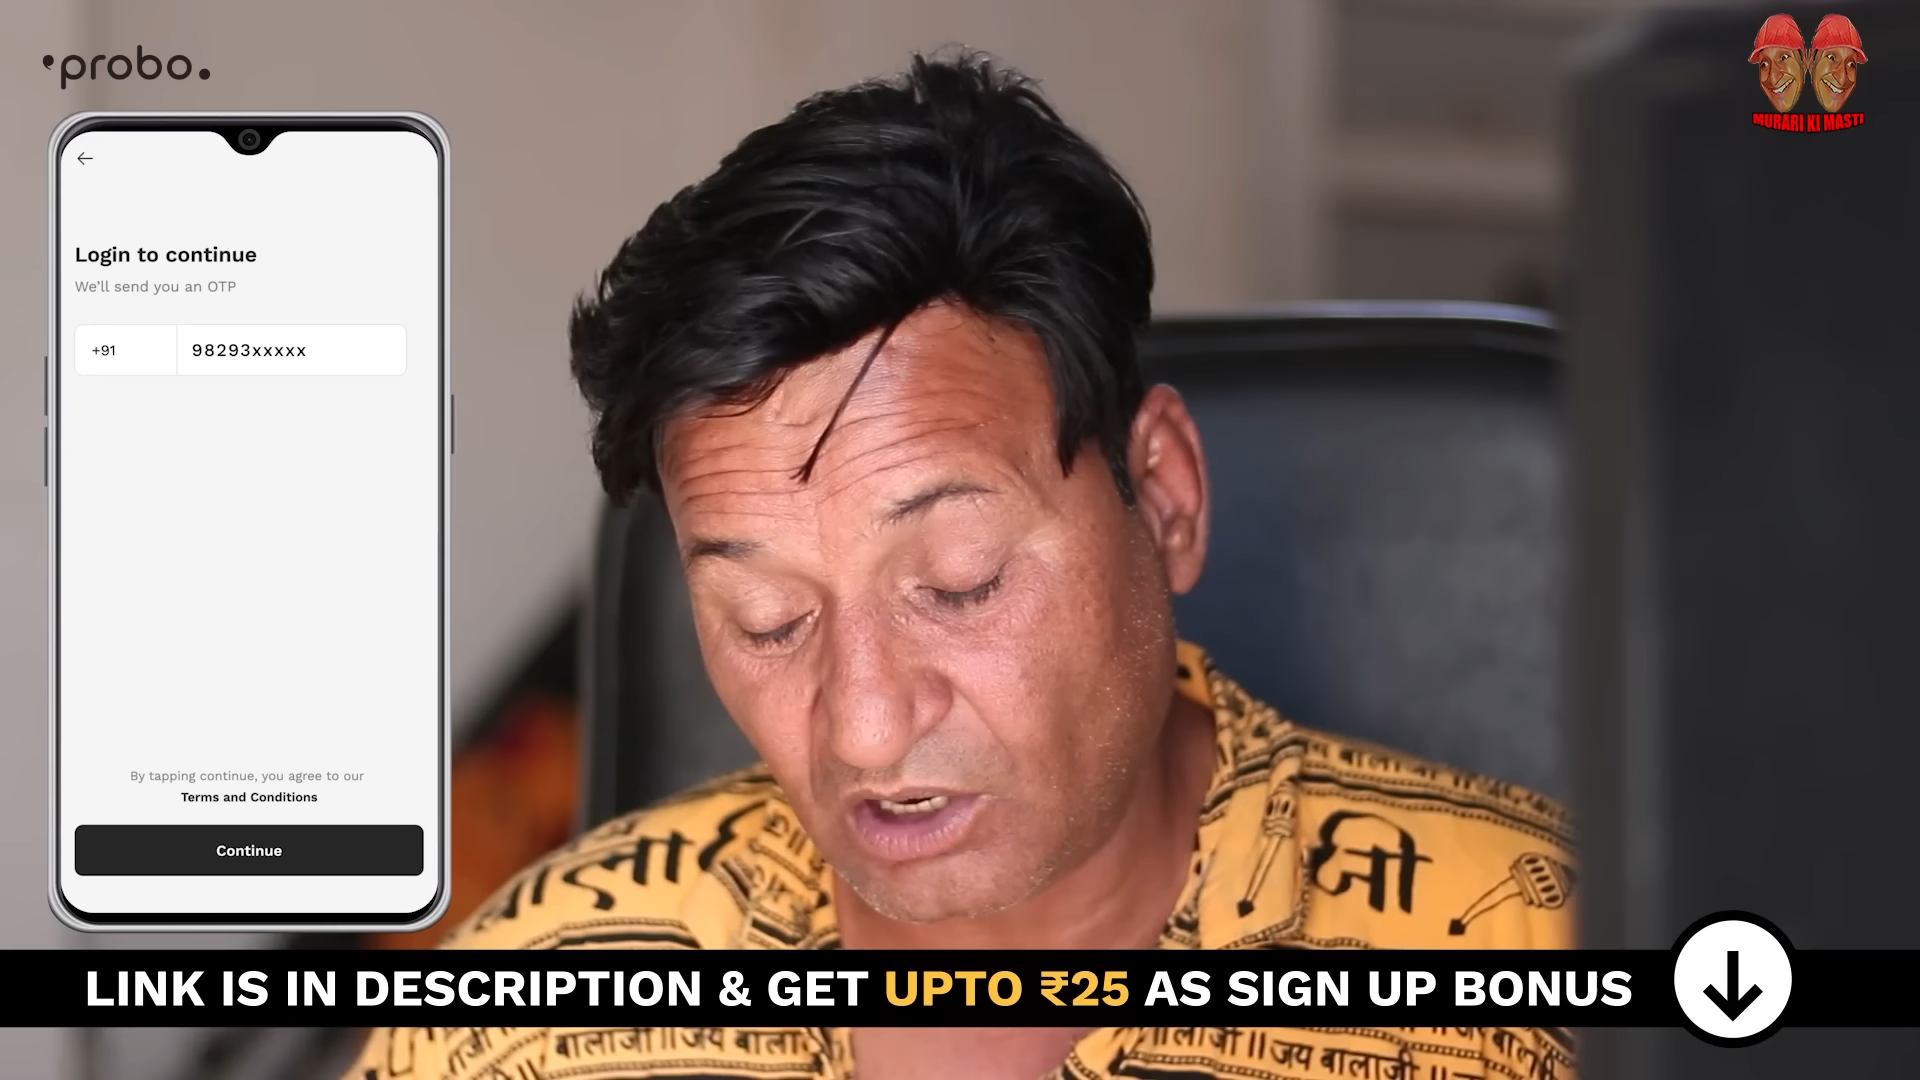 probo.
MURARI KI MASTI
Login to continue
We'll send you an OTP
+91
98293xxxxx
By tapping continue, you agree to our
Terms and Conditions
Continue
LINK IS IN DESCRIPTION & GET UPTO ₹25 AS SIGN UP BONUS
बालाजी || जय बालाजी
|| जय बालाजी